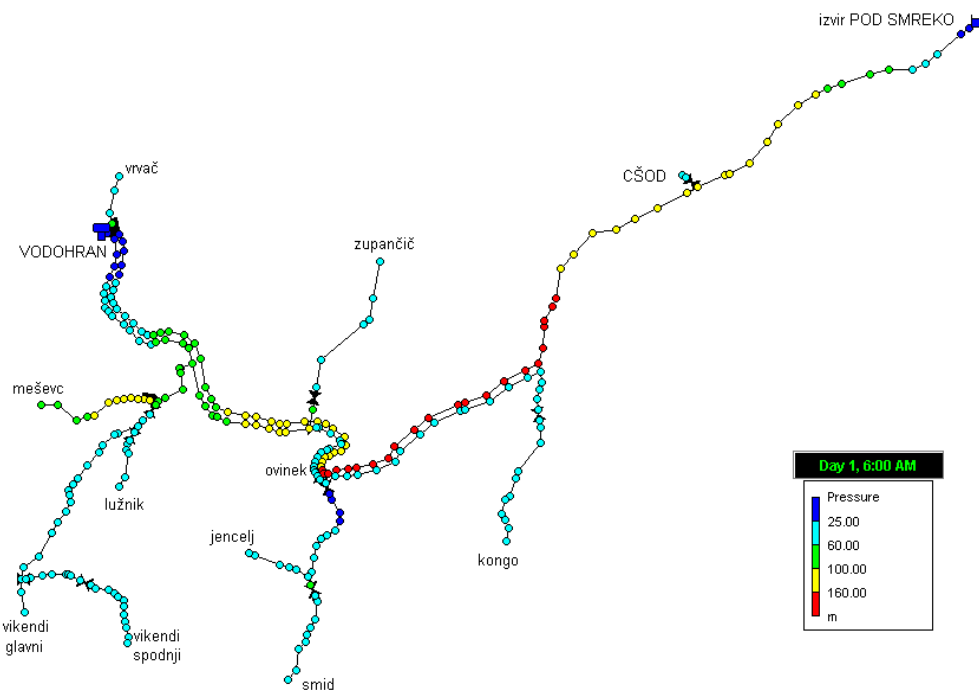 izvir POD SMREKO
vrvač
CŠOD
VODOHRAN
zupančič
meševc
ovinek
lužnik
jencelj
kongo
vikendi
glavni
vikendi
spodnji
smid
Day 1, 6:00 AM
Pressure
25.00
60.00
100.00
160.00
m